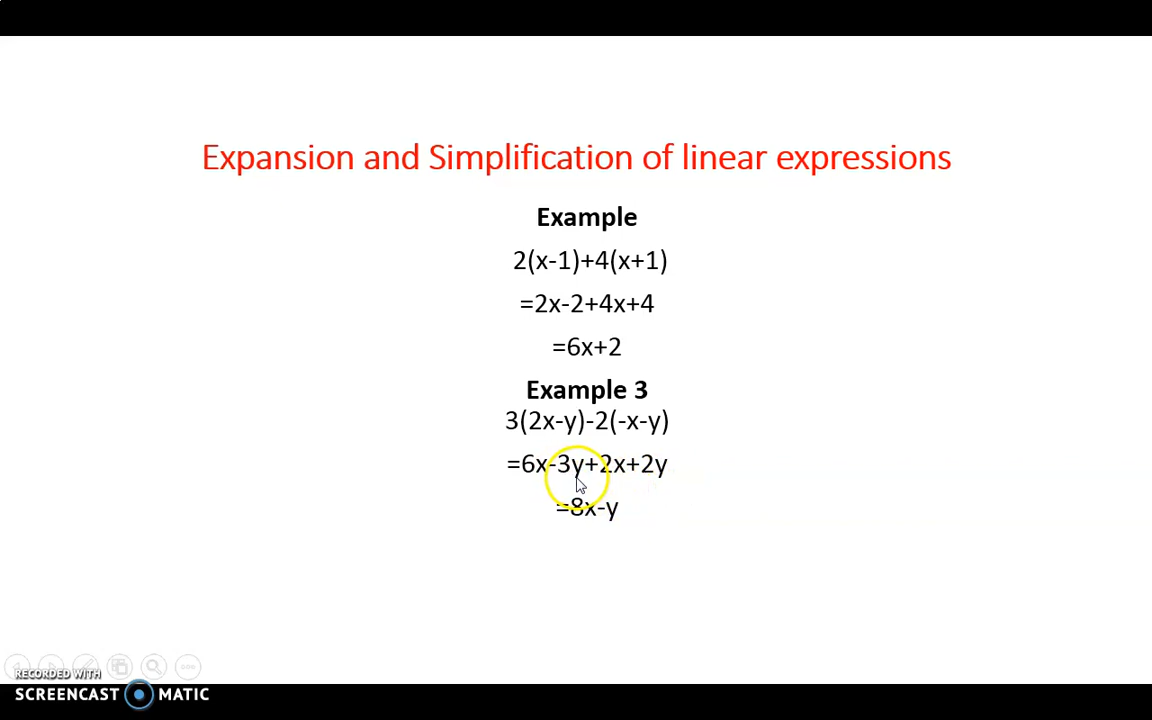 Expansion and Simplification of linear expressions
Example
2(x-1)+4(x+1)
=2x-2+4x+4
=6x+2
Example 3
3(2x-y)-2(-x-y)
=6x-3y+2x+2y
=8x-y
RECORDED WITH
SCREENCAST MATIC